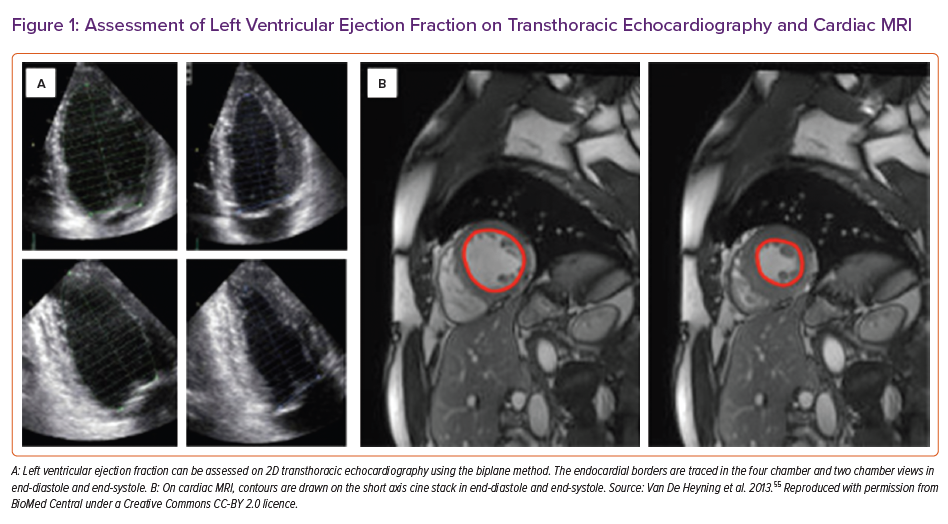 Figure 1: Assessment of Left Ventricular Ejection Fraction on Transthoracic Echocardiography and Cardiac MRI
A
B
A: Left ventricular ejection fraction can be assessed on 2D transthoracic echocardiography using the biplane method. The endocardial borders are traced in the four chamber and two chamber views in
end-diastole and end-systole. B: On cardiac MRI, contours are drawn on the short axis cine stack in end-diastole and end-systole. Source: Van De Heyning et al. 2013.55 Reproduced with permission from
BioMed Central under a Creative Commons CC-BY 2.0 licence.